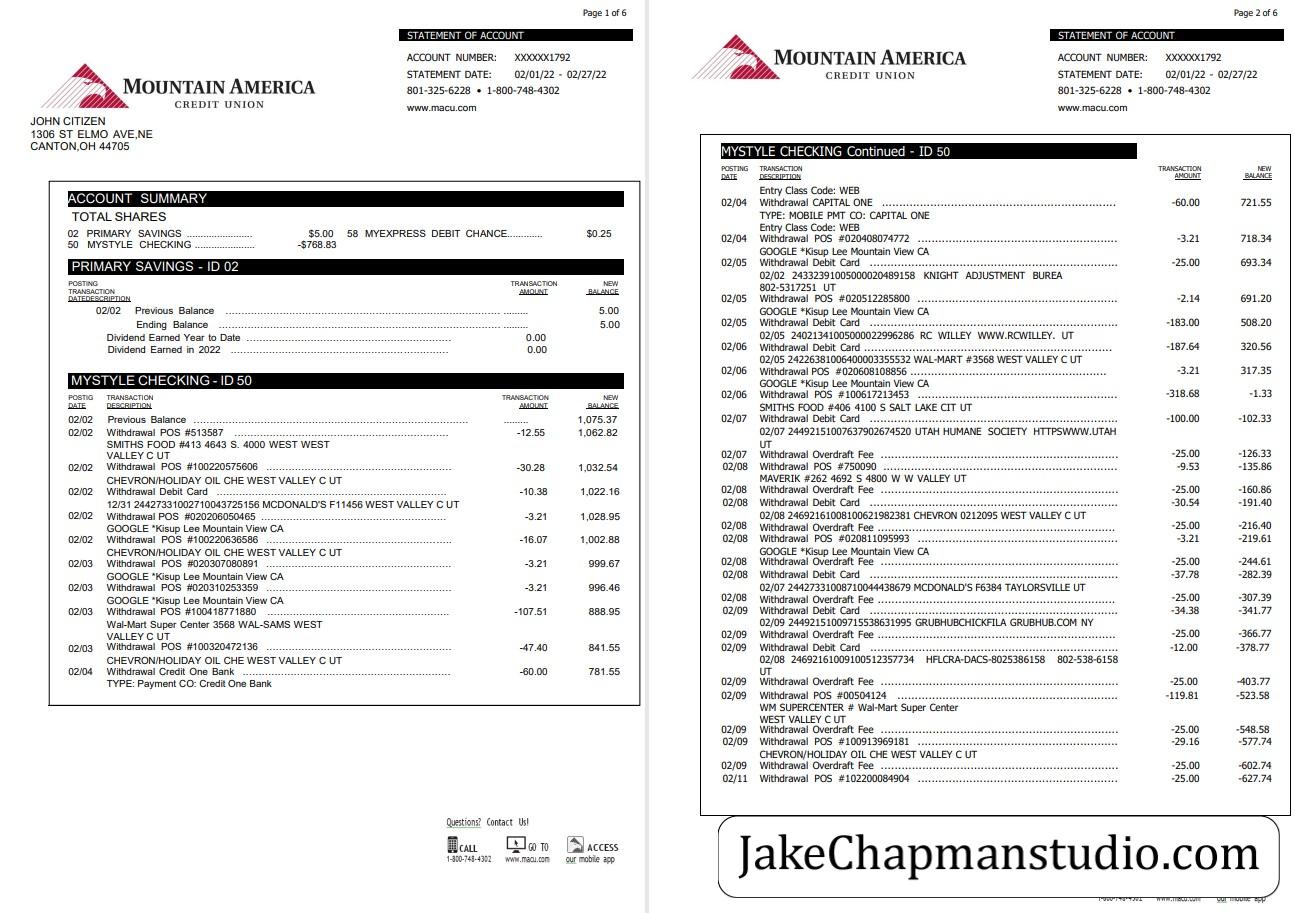 Page 1 of 6
STATEMENT OF ACCOUNT
ACCOUNT NUMBER: XXXXXX1792
STATEMENT DATE: 02/01/22 - 02/27/22
801-325-6228 • 1-800-748-4302
www.macu.com
MOUNTAIN AMERICA
CREDIT UNION
JOHN CITIZEN
1306 ST ELMO AVE,NE
CANTON,OH 44705
ACCOUNT SUMMARY
TOTAL SHARES
02 PRIMARY SAVINGS ....................... $5.00 58 MYEXPRESS DEBIT CHANCE............ $0.25
50 MYSTYLE CHECKING ..................... -$768.83
PRIMARY SAVINGS - ID 02
POSTING TRANSACTION NEW
TRANSACTION AMOUNT BALANCE
DATEDESCRIPTION
02/02 Previous Balance ........ 5.00
Ending Balance ........ 5.00
Dividend Earned Year to Date ........ 0.00
Dividend Earned in 2022 ........ 0.00
MYSTYLE CHECKING - ID 50
POSTIG TRANSACTION TRANSACTION NEW
DATE DESCRIPTION AMOUNT BALANCE
02/02 Previous Balance ........ 1,075.37
02/02 Withdrawal POS #513587 ........ -12.55 1,062.82
SMITHS FOOD #413 4643 S. 4000 WEST WEST
VALLEY C UT
02/02 Withdrawal POS #100220575606 ........ -30.28 1,032.54
CHEVRON/HOLIDAY OIL CHE WEST VALLEY C UT
02/02 Withdrawal Debit Card ........ -10.38 1,022.16
12/31 24427331002710043725156 MCDONALD'S F11456 WEST VALLEY C UT
02/02 Withdrawal POS #020206050465 ........ -3.21 1,028.95
GOOGLE *Kisup Lee Mountain View CA
02/02 Withdrawal POS #100220636586 ........ -16.07 1,002.88
CHEVRON/HOLIDAY OIL CHE WEST VALLEY C UT
02/03 Withdrawal POS #020307080891 ........ -3.21 999.67
GOOGLE *Kisup Lee Mountain View CA
02/03 Withdrawal POS #020310253359 ........ -3.21 996.46
GOOGLE *Kisup Lee Mountain View CA
02/03 Withdrawal POS #100418771880 ........ -107.51 888.95
Wal-Mart Super Center 3568 WAL-SAMS WEST
VALLEY C UT
02/03 Withdrawal POS #100320472136 ........ -47.40 841.55
CHEVRON/HOLIDAY OIL CHE WEST VALLEY C UT
02/04 Withdrawal Credit One Bank ........ -60.00 781.55
TYPE: Payment CO: Credit One Bank
Questions? Contact Us!
CALL GO TO ACCESS
1-800-748-4302 www.macu.com our mobile app
Page 2 of 6
STATEMENT OF ACCOUNT
ACCOUNT NUMBER: XXXXXX1792
STATEMENT DATE: 02/01/22 - 02/27/22
801-325-6228 • 1-800-748-4302
www.macu.com
MOUNTAIN AMERICA
CREDIT UNION
MYSTYLE CHECKING Continued - ID 50
POSTING TRANSACTION TRANSACTION NEW
DATE DESCRIPTION AMOUNT BALANCE
Entry Class Code: WEB
02/04 Withdrawal CAPITAL ONE ........ -60.00 721.55
TYPE: MOBILE PMT CO: CAPITAL ONE
Entry Class Code: WEB
02/04 Withdrawal POS #020408074772 ........ -3.21 718.34
GOOGLE *Kisup Lee Mountain View CA
02/05 Withdrawal Debit Card ........ -25.00 693.34
02/02 24332391005000020489158 KNIGHT ADJUSTMENT BUREA
802-5317251 UT
02/05 Withdrawal POS #020512285800 ........ -2.14 691.20
GOOGLE *Kisup Lee Mountain View CA
02/05 Withdrawal Debit Card ........ -183.00 508.20
02/05 24021341005000022996286 RC WILLEY WWW.RCWILLEY. UT
02/06 Withdrawal Debit Card ........ -187.64 320.56
02/05 24226381006400003355532 WAL-MART #3568 WEST VALLEY C UT
02/06 Withdrawal POS #020608108856 ........ -3.21 317.35
GOOGLE *Kisup Lee Mountain View CA
02/06 Withdrawal POS #100617213453 ........ -318.68 -1.33
SMITHS FOOD #406 4100 S SALT LAKE CIT UT
02/07 Withdrawal Debit Card ........ -100.00 -102.33
02/07 24492151007637902674520 UTAH HUMANE SOCIETY HTTPSWWW.UTAH
UT
02/07 Withdrawal Overdraft Fee ........ -25.00 -126.33
02/08 Withdrawal POS #750090 ........ -9.53 -135.86
MAVERIK #262 4692 S 4800 W W VALLEY UT
02/08 Withdrawal Overdraft Fee ........ -25.00 -160.86
02/08 Withdrawal Debit Card ........ -30.54 -191.40
02/08 24692161008100621982381 CHEVRON 0212095 WEST VALLEY C UT
02/08 Withdrawal Overdraft Fee ........ -25.00 -216.40
02/08 Withdrawal POS #020811095993 ........ -3.21 -219.61
GOOGLE *Kisup Lee Mountain View CA
02/08 Withdrawal Overdraft Fee ........ -25.00 -244.61
02/08 Withdrawal Debit Card ........ -37.78 -282.39
02/07 24427331008710044438679 MCDONALD'S F6384 TAYLORSVILLE UT
02/08 Withdrawal Overdraft Fee ........ -25.00 -307.39
02/09 Withdrawal Debit Card ........ -34.38 -341.77
02/09 24492151009715538631995 GRUBHUBCHICKFILA GRUBHUB.COM NY
02/09 Withdrawal Overdraft Fee ........ -25.00 -366.77
02/09 Withdrawal Debit Card ........ -12.00 -378.77
02/08 24692161009100512357734 HFLCRA-DACS-8025386158 802-538-6158
UT
02/09 Withdrawal Overdraft Fee ........ -25.00 -403.77
02/09 Withdrawal POS #00504124 ........ -119.81 -523.58
WM SUPERCENTER # Wal-Mart Super Center
WEST VALLEY C UT
02/09 Withdrawal Overdraft Fee ........ -25.00 -548.58
02/09 Withdrawal POS #100913969181 ........ -29.16 -577.74
CHEVRON/HOLIDAY OIL CHE WEST VALLEY C UT
02/09 Withdrawal Overdraft Fee ........ -25.00 -602.74
02/11 Withdrawal POS #102200084904 ........ -25.00 -627.74
JakeChapmanstudio.com
1-800-748-4302 www.macu.com our mobile app